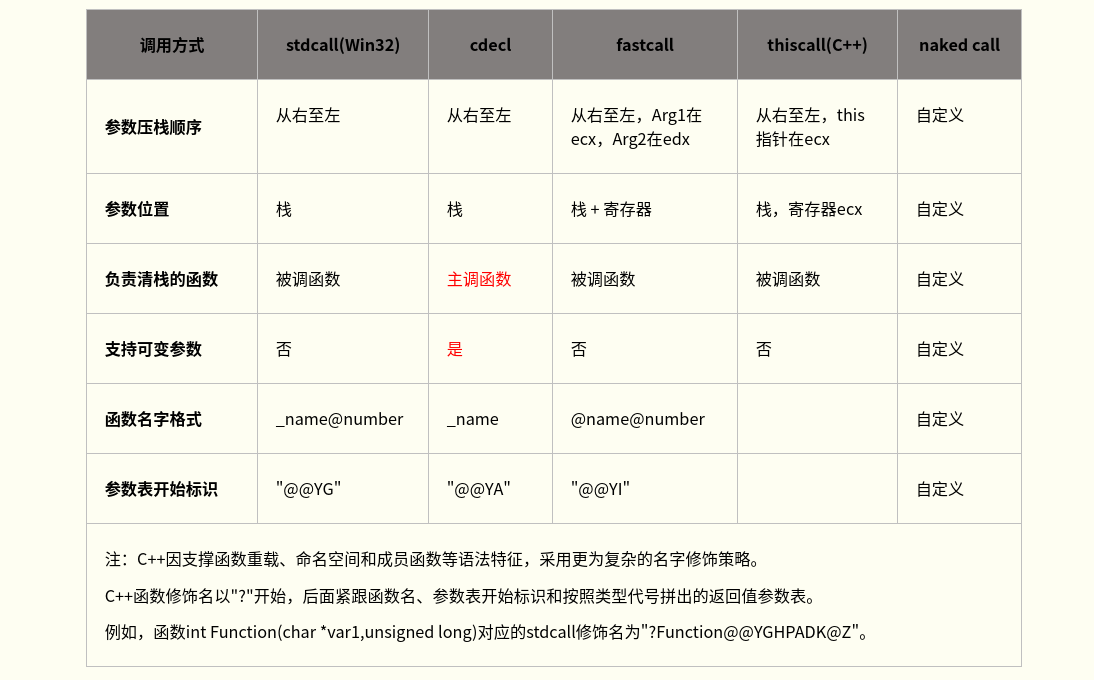 调用方式 stdcall(Win32) cdecl fastcall thiscall(C++) naked call
参数压栈顺序 从右至左 从右至左 从右至左，Arg1在ecx，Arg2在edx 从右至左，this指针在ecx 自定义
参数位置 栈 栈 栈 + 寄存器 栈，寄存器ecx 自定义
负责清栈的函数 被调函数 主调函数 被调函数 被调函数 自定义
支持可变参数 否 是 否 否 自定义
函数名字格式 _name@number _name @name@number 自定义
参数表开始标识 "@@YG" "@@YA" "@@YI" 自定义
注：C++因支撑函数重载、命名空间和成员函数等语法特征，采用更为复杂的名字修饰策略。
C++函数修饰名以"?"开始，后面紧跟函数名、参数表开始标识和按照类型代号拼出的返回值参数表。
例如，函数int Function(char *var1,unsigned long)对应的stdcall修饰名为"?Function@@YGHPADK@Z"。